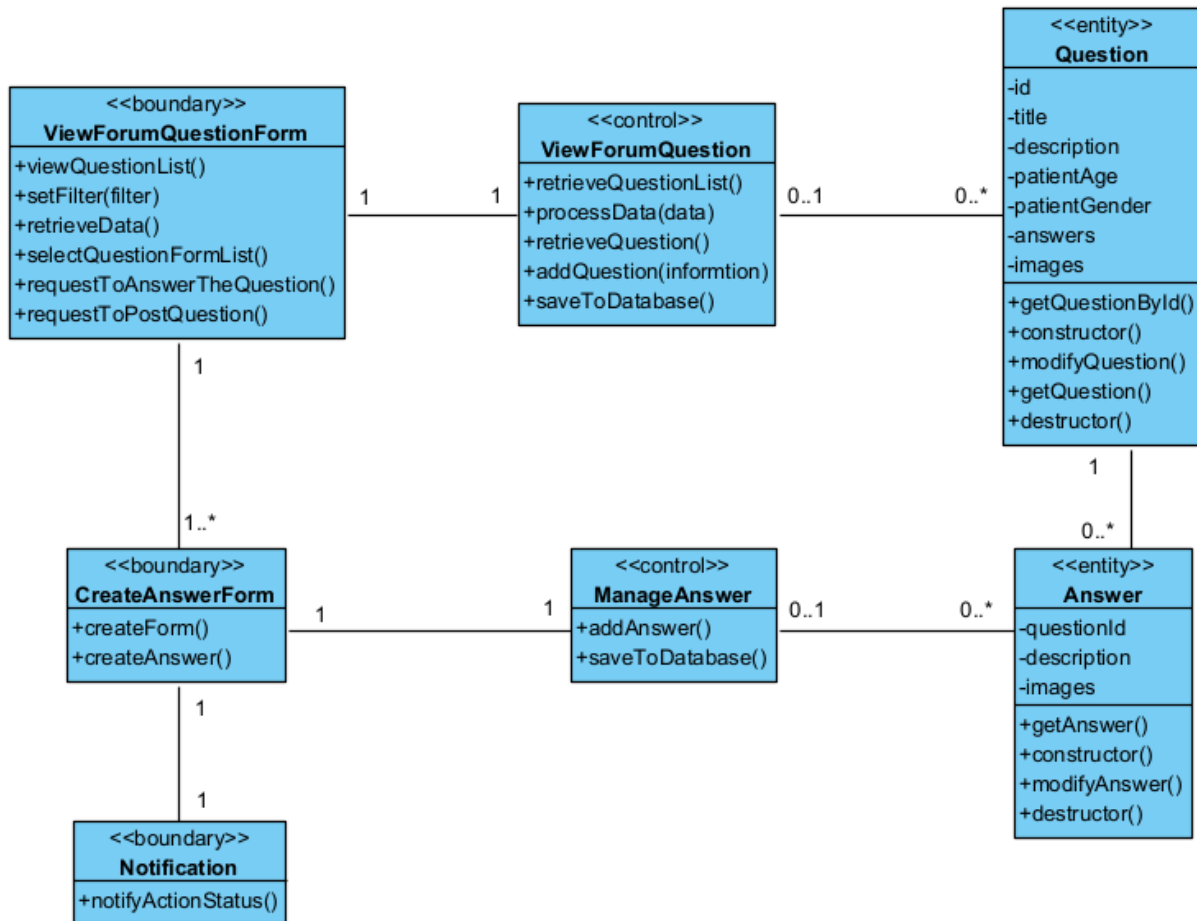 <<boundary>>
ViewForumQuestionForm
+viewQuestionList()
+setFilter(filter)
+retrieveData()
+selectQuestionFormList()
+requestToAnswerTheQuestion()
+requestToPostQuestion()
1
1
<<control>>
ViewForumQuestion
+retrieveQuestionList()
+processData(data)
+retrieveQuestion()
+addQuestion(informtion)
+saveToDatabase()
0..1
0..*
<<entity>>
Question
-id
-title
-description
-patientAge
-patientGender
-answers
-images
+getQuestionById()
+constructor()
+modifyQuestion()
+getQuestion()
+destructor()
1
1..*
1
0..*
<<boundary>>
CreateAnswerForm
+createForm()
+createAnswer()
1
1
<<control>>
ManageAnswer
+addAnswer()
+saveToDatabase()
0..1
0..*
<<entity>>
Answer
-questionId
-description
-images
+getAnswer()
+constructor()
+modifyAnswer()
+destructor()
1
1
<<boundary>>
Notification
+notifyActionStatus()